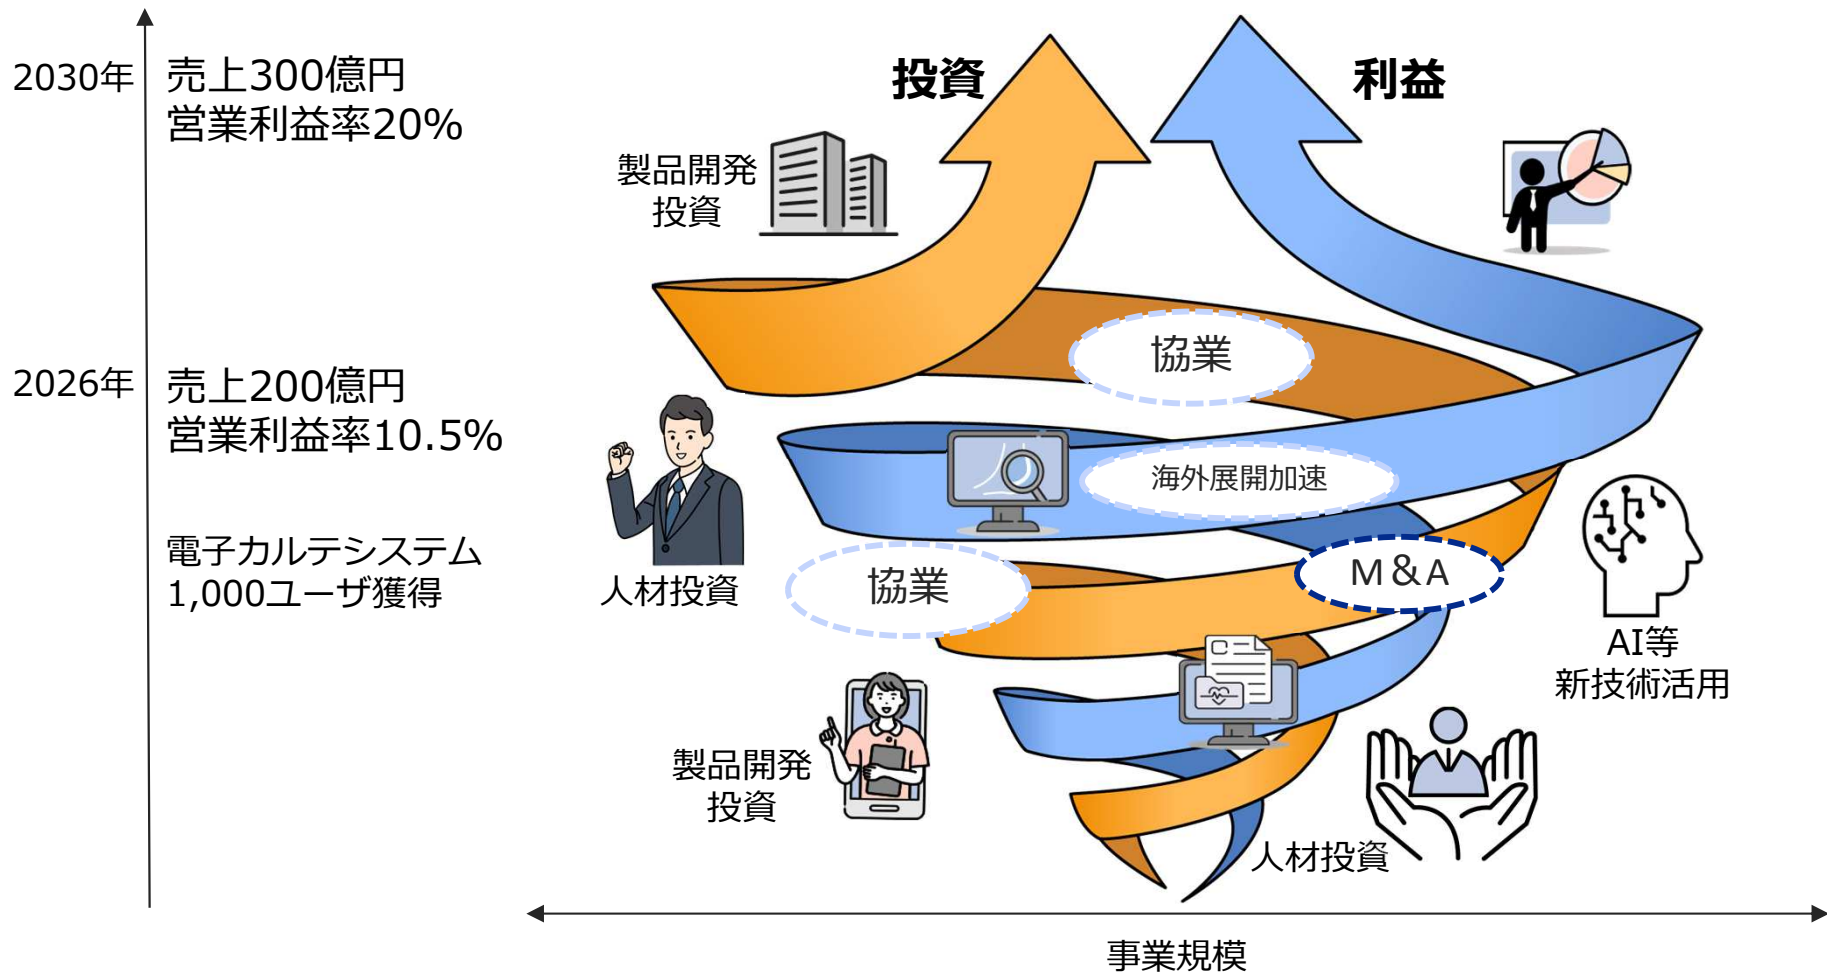 2030年
売上300億円
営業利益率20%
2026年
売上200億円
営業利益率10.5%
電子カルテシステム
1,000ユーザ獲得
投資
利益
製品開発
投資
協業
海外展開加速
人材投資
協業
M&A
AI等
新技術活用
製品開発
投資
人材投資
事業規模